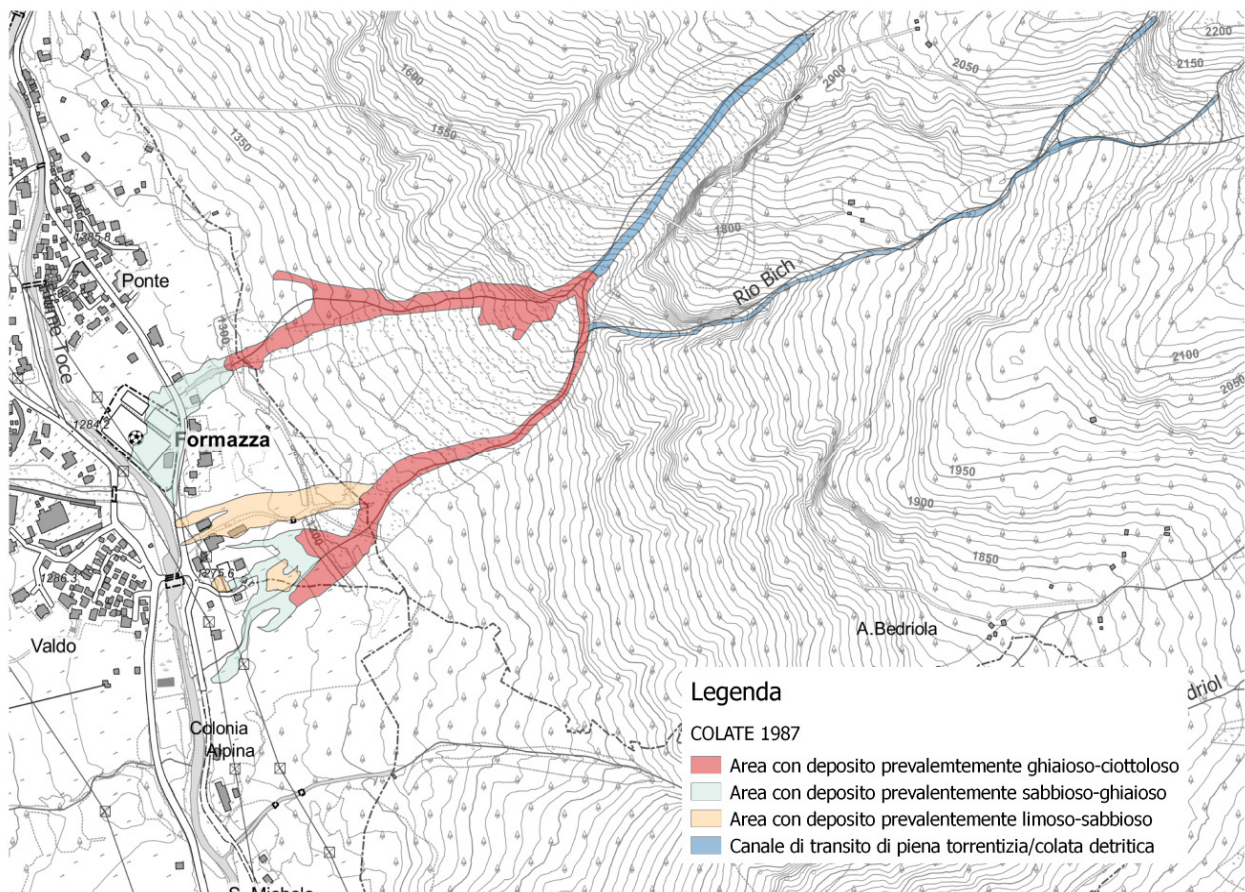 2200
2050
2150
1600
2000
1350
1550
1385.8
1800
Ponte
Rio Bich
1300
2100
2050
1284.2
Formazza
1950
1900
1850
1286.3
1275.6
Valdo
A.Bedriola
Colonia
Alpina
Legenda
COLATE 1987
Area con deposito prevalemtemente ghiaioso-ciottoloso
Area con deposito prevalentemente sabbioso-ghiaioso
Area con deposito prevalentemente limoso-sabbioso
Canale di transito di piena torrentizia/colata detritica